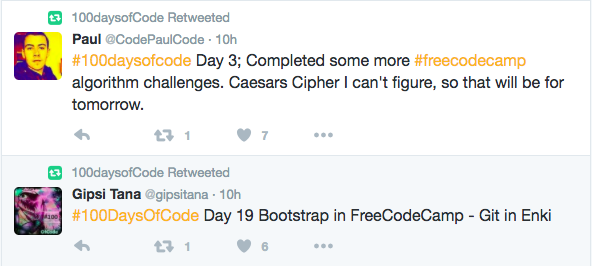 100daysofCode Retweeted
Paul @CodePaulCode · 10h
#100daysofcode Day 3; Completed some more #freecodecamp
algorithm challenges. Caesars Cipher I can't figure, so that will be for
tomorrow.
1 7
100daysofCode Retweeted
Gipsi Tana @gipsitana · 10h
#100DaysOfCode Day 19 Bootstrap in FreeCodeCamp - Git in Enki
1 6